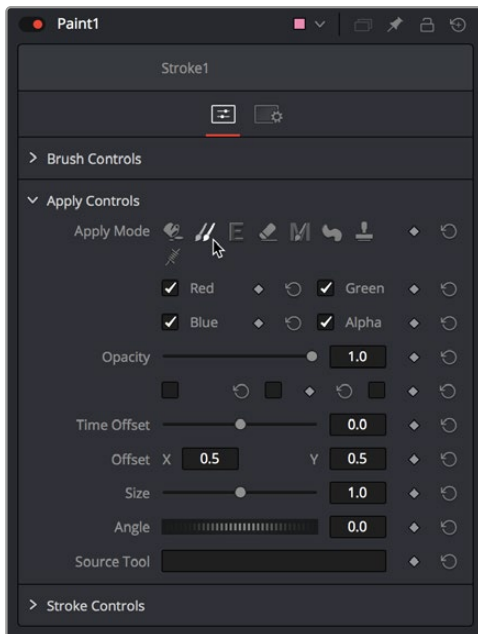 Paint1
Stroke1
Brush Controls
Apply Controls
Apply Mode E M
Red Green
Blue Alpha
Opacity 1.0
Time Offset 0.0
Offset X 0.5 Y 0.5
Size 1.0
Angle 0.0
Source Tool
Stroke Controls